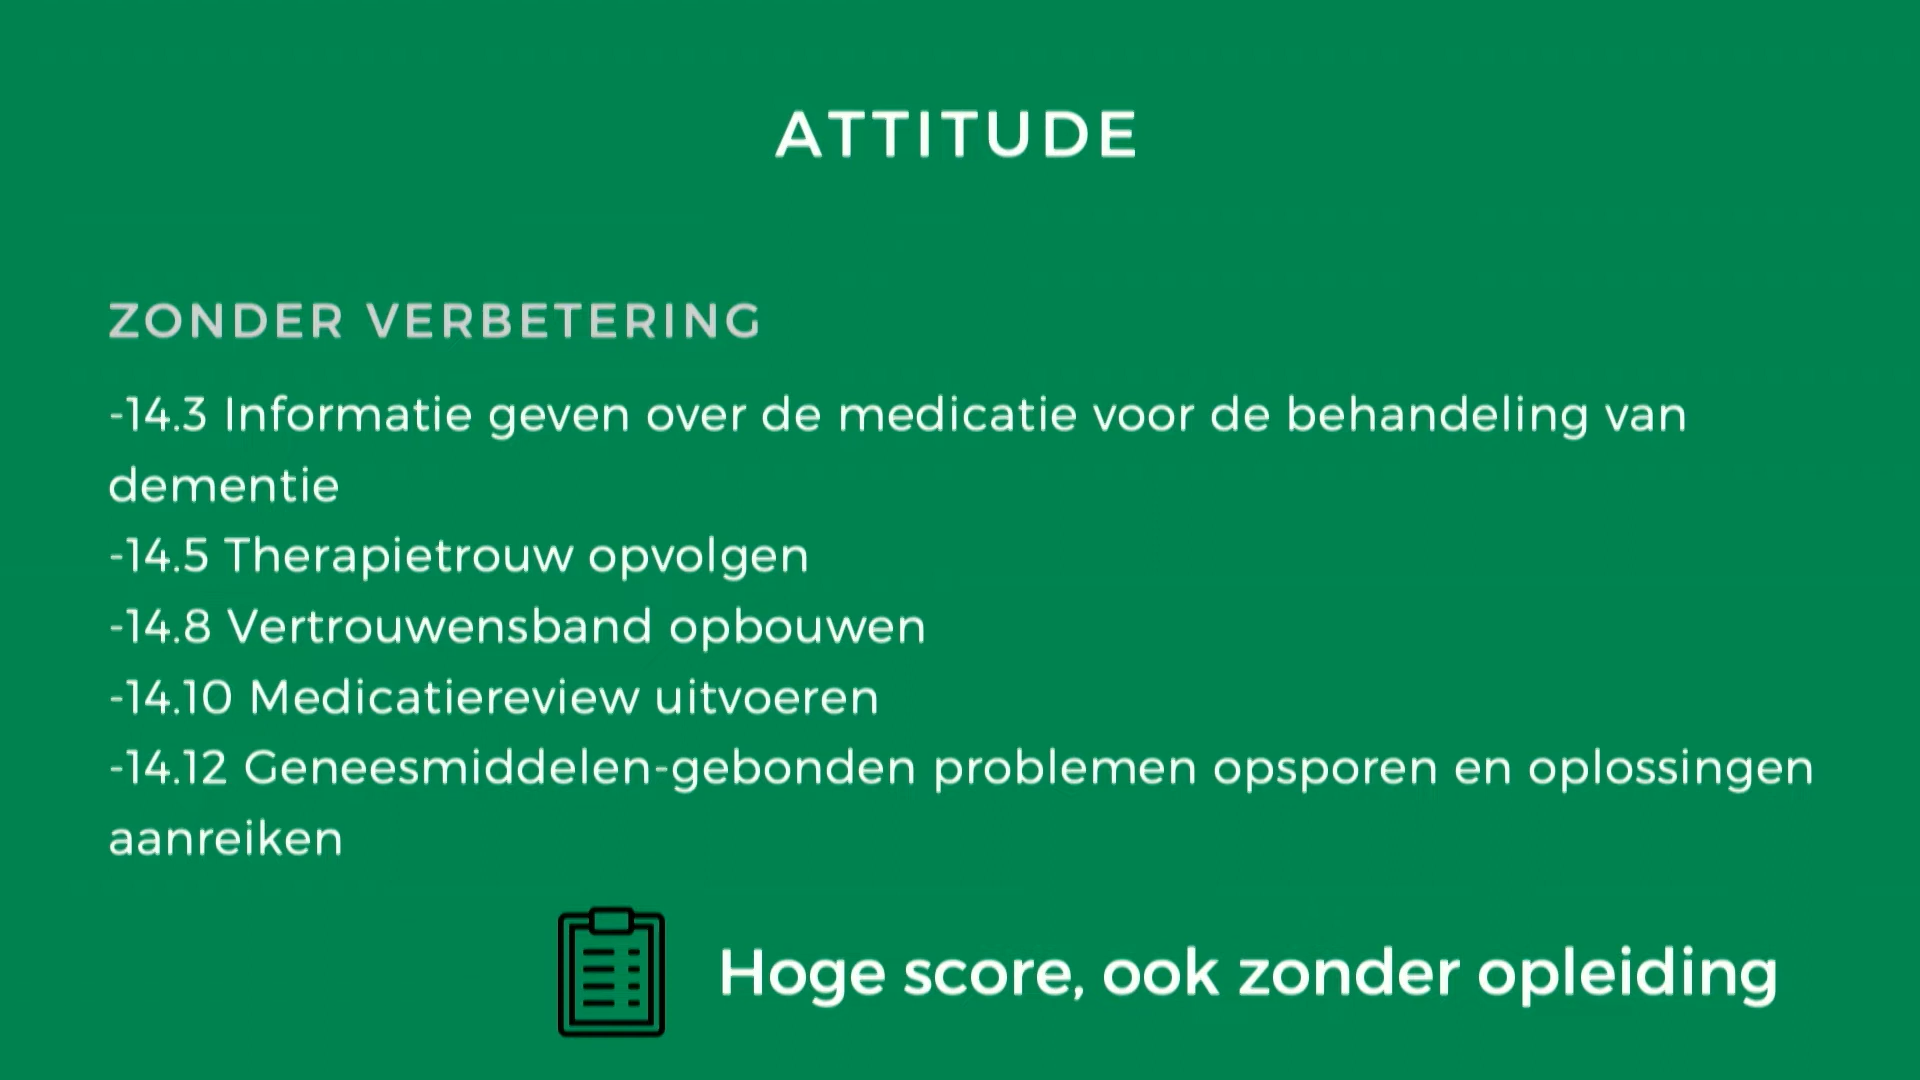 ATTITUDE
ZONDER VERBETERING
-14.3 Informatie geven over de medicatie voor de behandeling van
dementie
-14.5 Therapietrouw opvolgen
-14.8 Vertrouwensband opbouwen
-14.10 Medicatiereview uitvoeren
-14.12 Geneesmiddelen-gebonden problemen opsporen en oplossingen
aanreiken
Hoge score, ook zonder opleiding